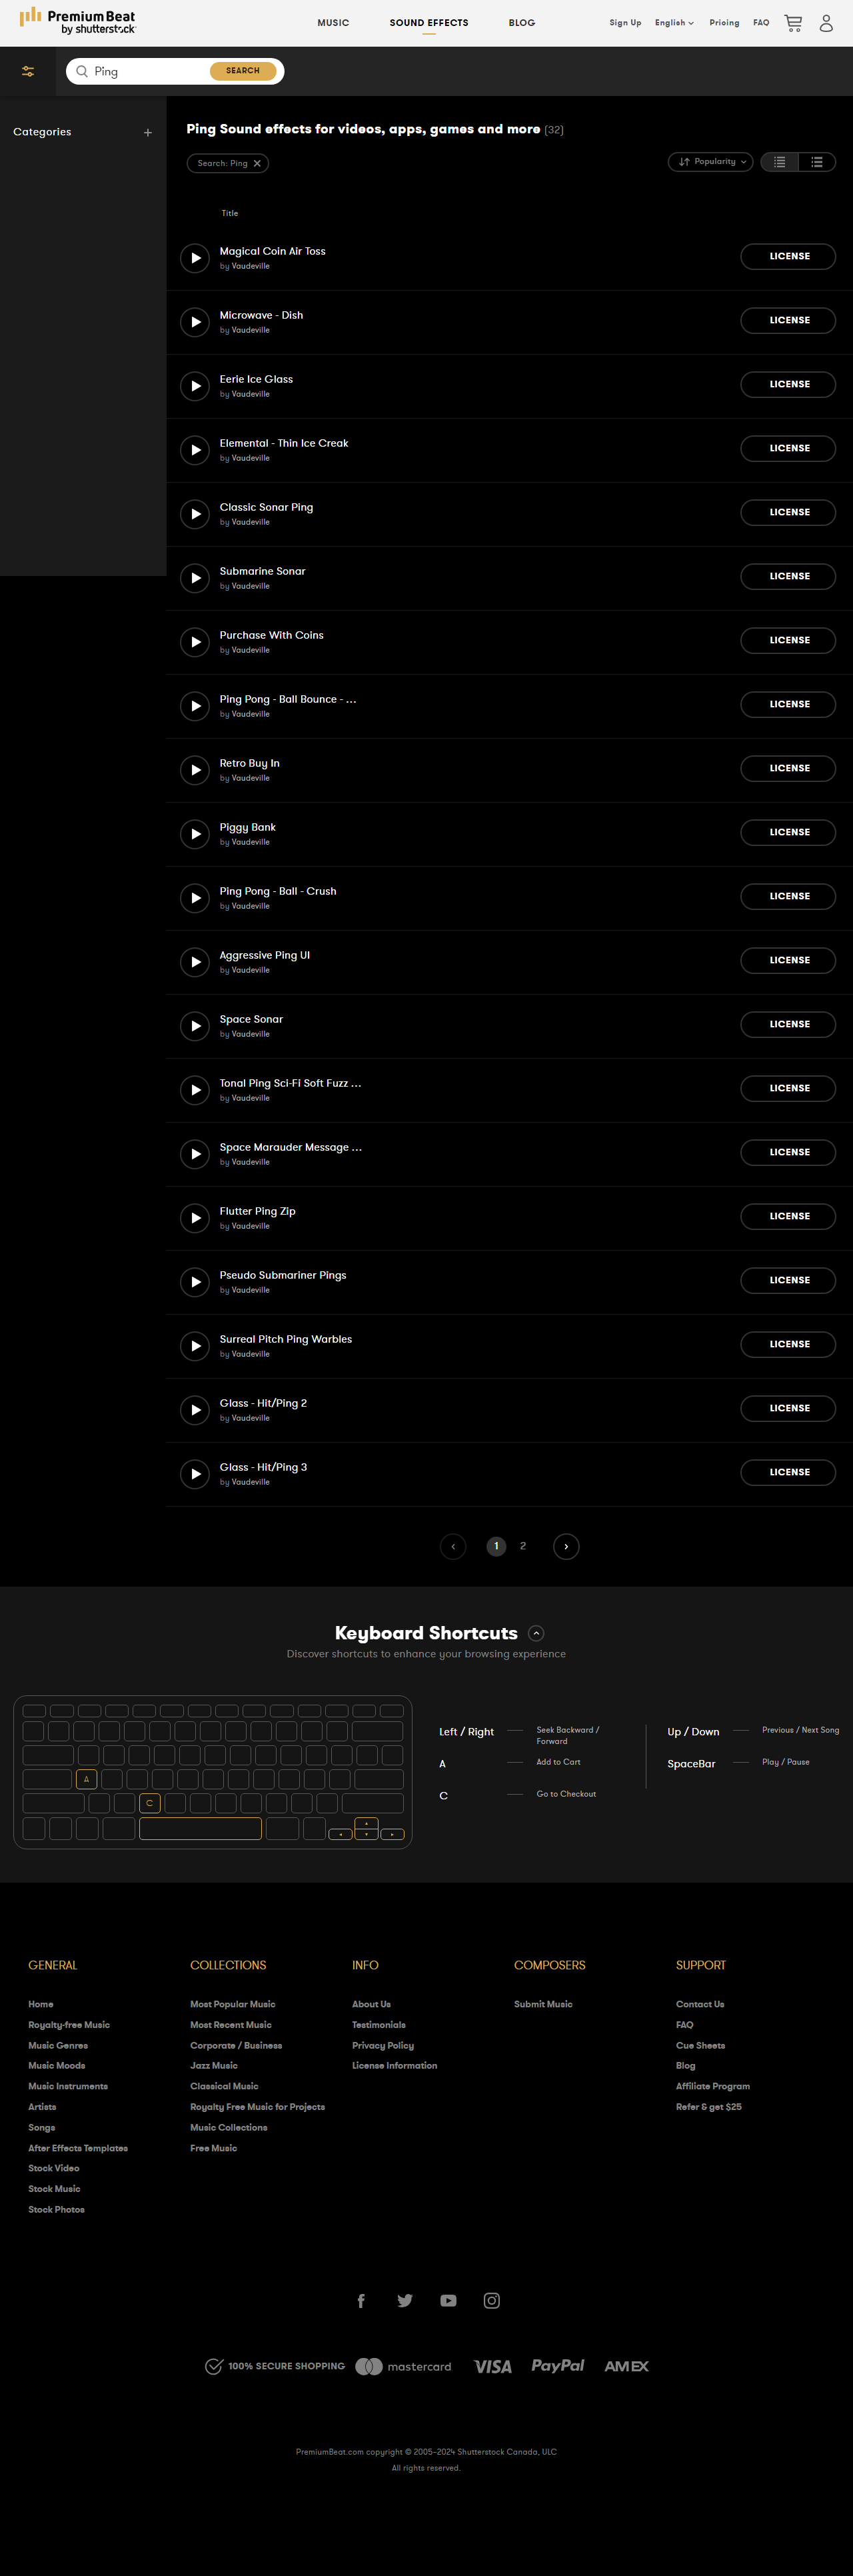 PremiumBeat
by shutterstock
MUSIC
SOUND EFFECTS
BLOG
Sign Up
English
Pricing
FAQ
Ping
SEARCH
Categories
Ping Sound effects for videos, apps, games and more (32)
Search: Ping
Popularity
Title
Magical Coin Air Toss
by Vaudeville
LICENSE
Microwave - Dish
by Vaudeville
LICENSE
Eerie Ice Glass
by Vaudeville
LICENSE
Elemental - Thin Ice Creak
by Vaudeville
LICENSE
Classic Sonar Ping
by Vaudeville
LICENSE
Submarine Sonar
by Vaudeville
LICENSE
Purchase With Coins
by Vaudeville
LICENSE
Ping Pong - Ball Bounce - ...
by Vaudeville
LICENSE
Retro Buy In
by Vaudeville
LICENSE
Piggy Bank
by Vaudeville
LICENSE
Ping Pong - Ball - Crush
by Vaudeville
LICENSE
Aggressive Ping UI
by Vaudeville
LICENSE
Space Sonar
by Vaudeville
LICENSE
Tonal Ping Sci-Fi Soft Fuzz ...
by Vaudeville
LICENSE
Space Marauder Message ...
by Vaudeville
LICENSE
Flutter Ping Zip
by Vaudeville
LICENSE
Pseudo Submariner Pings
by Vaudeville
LICENSE
Surreal Pitch Ping Warbles
by Vaudeville
LICENSE
Glass - Hit/Ping 2
by Vaudeville
LICENSE
Glass - Hit/Ping 3
by Vaudeville
LICENSE
1 2
Keyboard Shortcuts
Discover shortcuts to enhance your browsing experience
A
C
Left / Right
Seek Backward /
Forward
A
Add to Cart
C
Go to Checkout
Up / Down
Previous / Next Song
SpaceBar
Play / Pause
GENERAL
Home
Royalty-free Music
Music Genres
Music Moods
Music Instruments
Artists
Songs
After Effects Templates
Stock Video
Stock Music
Stock Photos
COLLECTIONS
Most Popular Music
Most Recent Music
Corporate / Business
Jazz Music
Classical Music
Royalty Free Music for Projects
Music Collections
Free Music
INFO
About Us
Testimonials
Privacy Policy
License Information
COMPOSERS
Submit Music
SUPPORT
Contact Us
FAQ
Cue Sheets
Blog
Affiliate Program
Refer & get $25
100% SECURE SHOPPING
mastercard
VISA
PayPal
AMEX
PremiumBeat.com copyright © 2005-2024 Shutterstock Canada, ULC
All rights reserved.